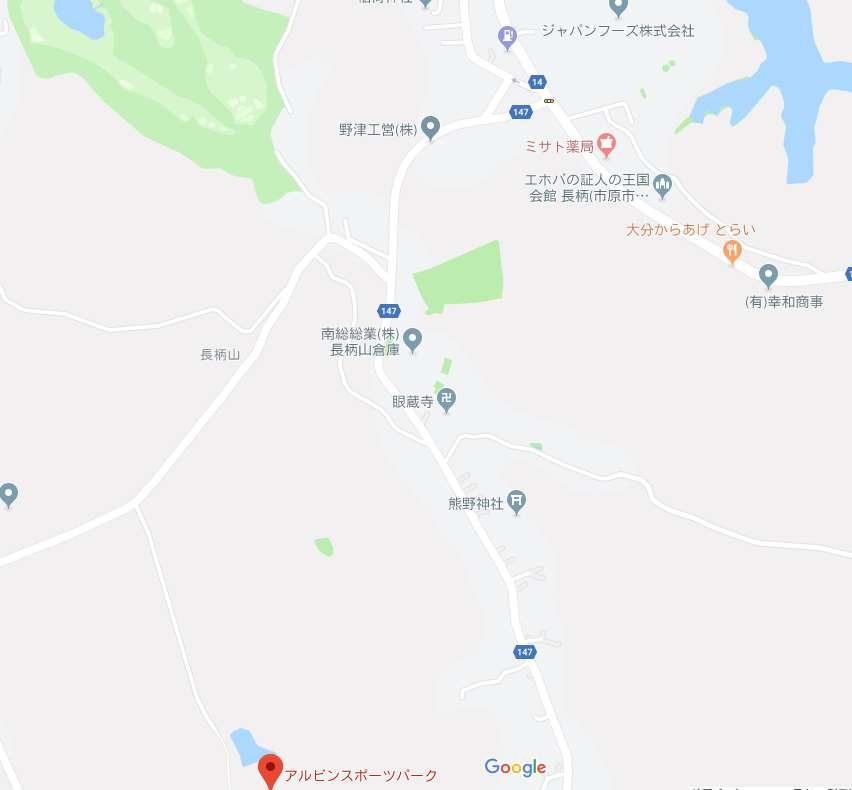 ジャパンフーズ株式会社
14
147
野津工営(株)
ミサト薬局
エホバの証人の王国
会館 長柄(市原市…
大分からあげ とらい
(有)幸和商事
147
南総総業(株)
長柄山倉庫
長柄山
眼蔵寺
熊野神社
147
Google
アルビンスポーツパーク